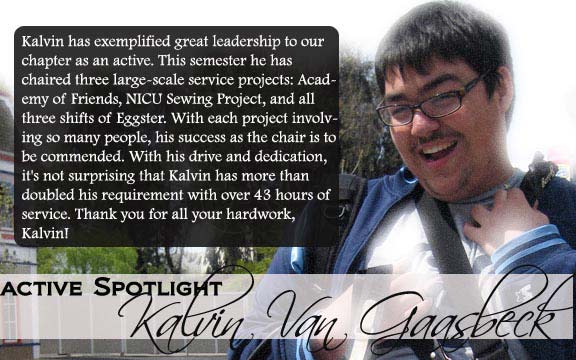 Kalvin has exemplified great leadership to our
chapter as an active. This semester he has
chaired three large-scale service projects: Acad-
emy of Friends, NICU Sewing Project, and all
three shifts of Eggster. With each project involv-
ing so many people, his success as the chair is to
be commended. With his drive and dedication,
it's not surprising that Kalvin has more than
doubled his requirement with over 43 hours of
service. Thank you for all your hardwork,
Kalvin!
ACTIVE SPOTLIGHT
Kalvin Van Gaasbeck